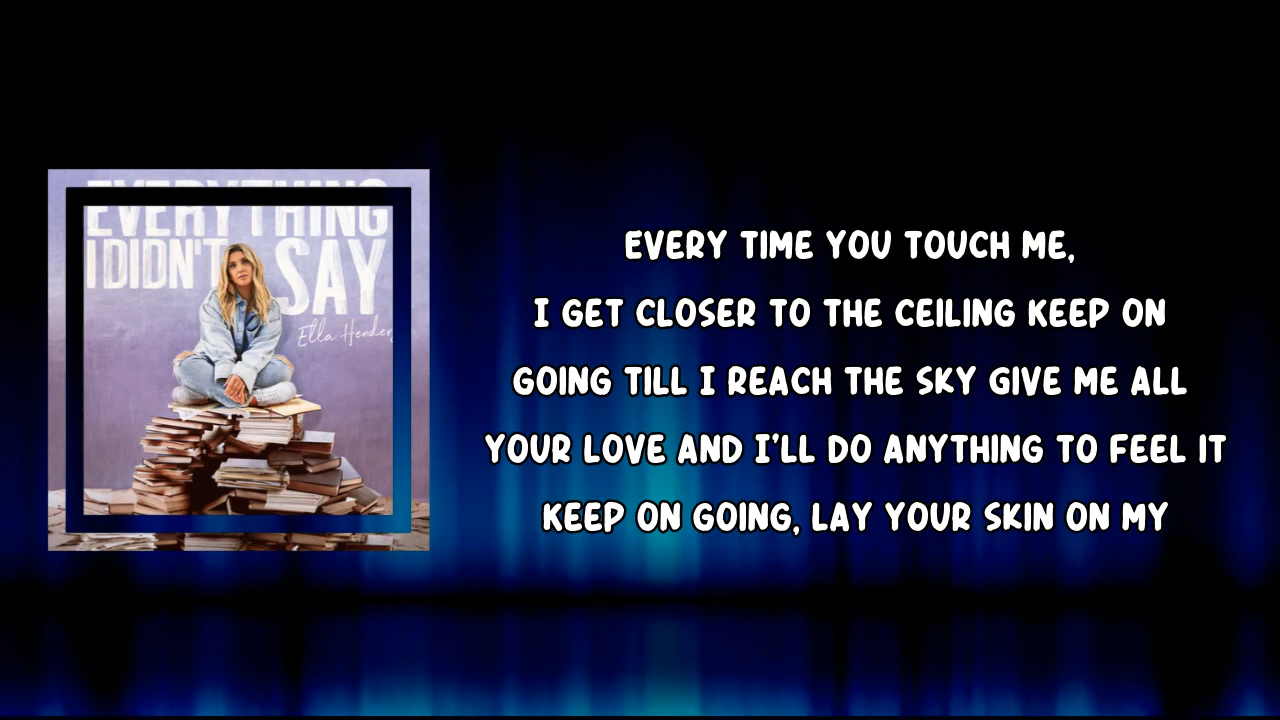 EVERYTHING
I DIDN'T SAY
Ella Hender
EVERY TIME YOU TOUCH ME,
I GET CLOSER TO THE CEILING KEEP ON
GOING TILL I REACH THE SKY GIVE ME ALL
YOUR LOVE AND I'LL DO ANYTHING TO FEEL IT
KEEP ON GOING, LAY YOUR SKIN ON MY